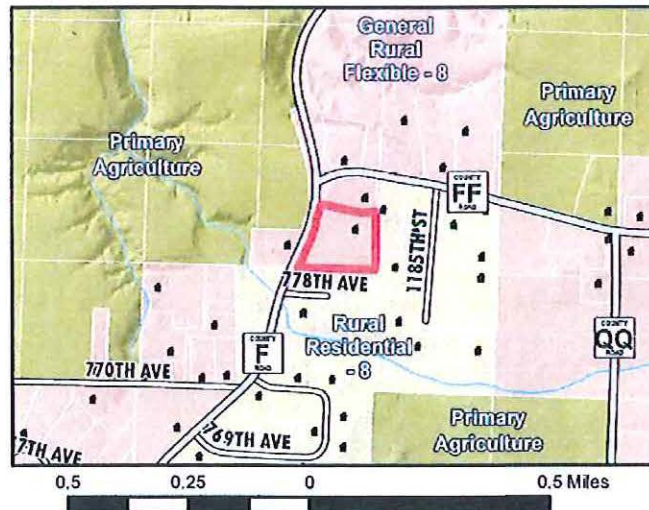 General
Rural
Flexible - 8
Primary
Agriculture
Primary
Agriculture
COUNTY
FF
ROAD
1185TH ST
778TH AVE
COUNTY
F
ROAD
Rural
Residential
- 8
COUNTY
QQ
ROAD
770TH AVE
769TH AVE
7TH AVE
Primary
Agriculture
0.5 0.25 0 0.5 Miles